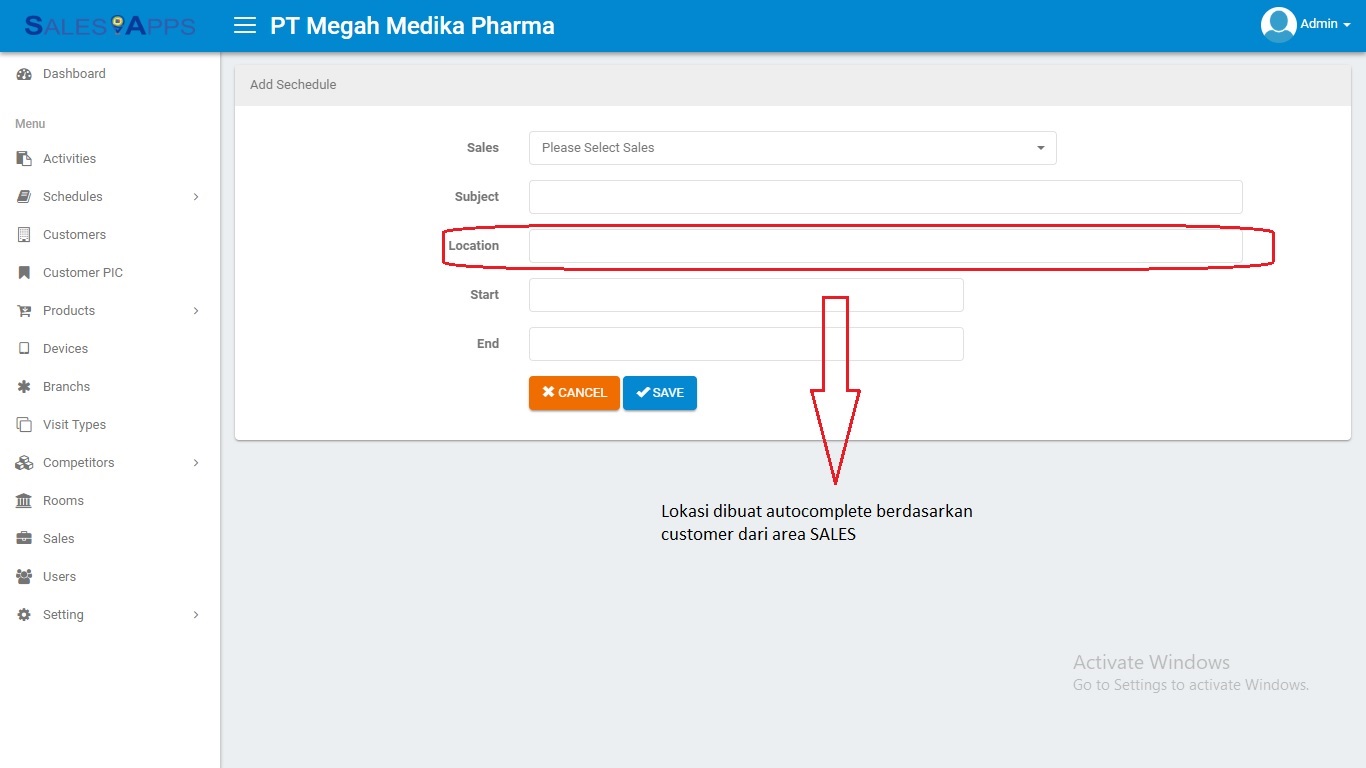 SALES APPS
PT Megah Medika Pharma
Admin
Dashboard
Menu
Activities
Schedules
Customers
Customer PIC
Products
Devices
Branchs
Visit Types
Competitors
Rooms
Sales
Users
Setting
Add Sechedule
Sales
Please Select Sales
Subject
Location
Start
End
CANCEL
SAVE
Lokasi dibuat autocomplete berdasarkan
customer dari area SALES
Activate Windows
Go to Settings to activate Windows.